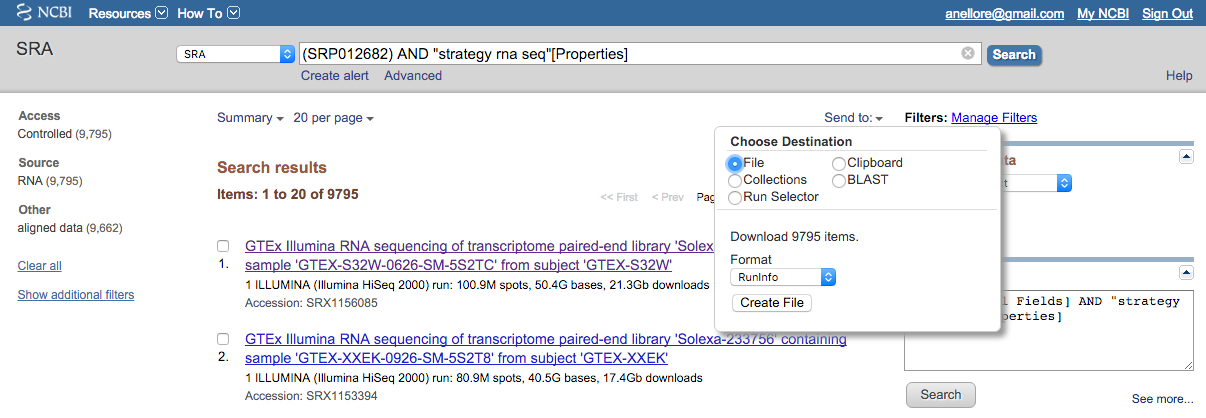 NCBI Resources How To anellore@gmail.com My NCBI Sign Out
SRA SRA (SRP012682) AND "strategy rna seq"[Properties] Search
Create alert Advanced Help
Access
Controlled (9,795)
Source
RNA (9,795)
Other
aligned data (9,662)
Clear all
Show additional filters
Summary 20 per page Send to: Filters: Manage Filters
Search results
Items: 1 to 20 of 9795
<< First < Prev Pag
GTEx Illumina RNA sequencing of transcriptome paired-end library 'Solexa
1. sample 'GTEX-S32W-0626-SM-5S2TC' from subject 'GTEX-S32W'
1 ILLUMINA (Illumina HiSeq 2000) run: 100.9M spots, 50.4G bases, 21.3Gb downloads
Accession: SRX1156085
GTEx Illumina RNA sequencing of transcriptome paired-end library 'Solexa-233756' containing
2. sample 'GTEX-XXEK-0926-SM-5S2T8' from subject 'GTEX-XXEK'
1 ILLUMINA (Illumina HiSeq 2000) run: 80.9M spots, 40.5G bases, 17.4Gb downloads
Accession: SRX1153394
Choose Destination
File Clipboard
Collections BLAST
Run Selector
Download 9795 items.
Format
RunInfo
Create File
ta
t
l Fields] AND "strategy
perties]
Search
See more...